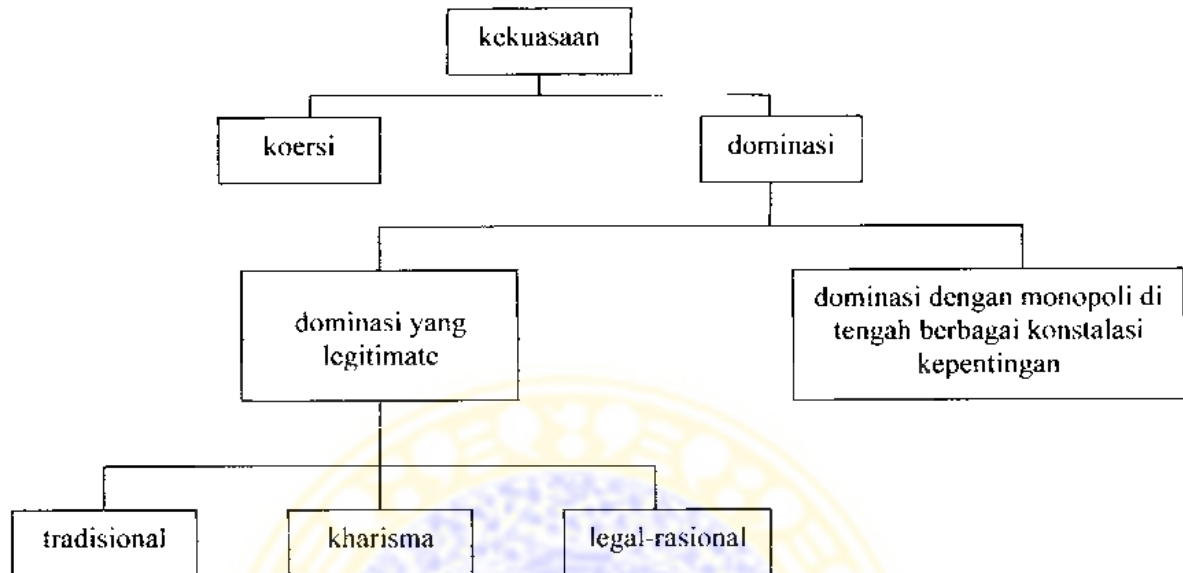 kekuasaan
koersi
dominasi
dominasi yang
legitimate
dominasi dengan monopoli di
tengah berbagai konstalasi
kepentingan
tradisional
kharisma
legal-rasional